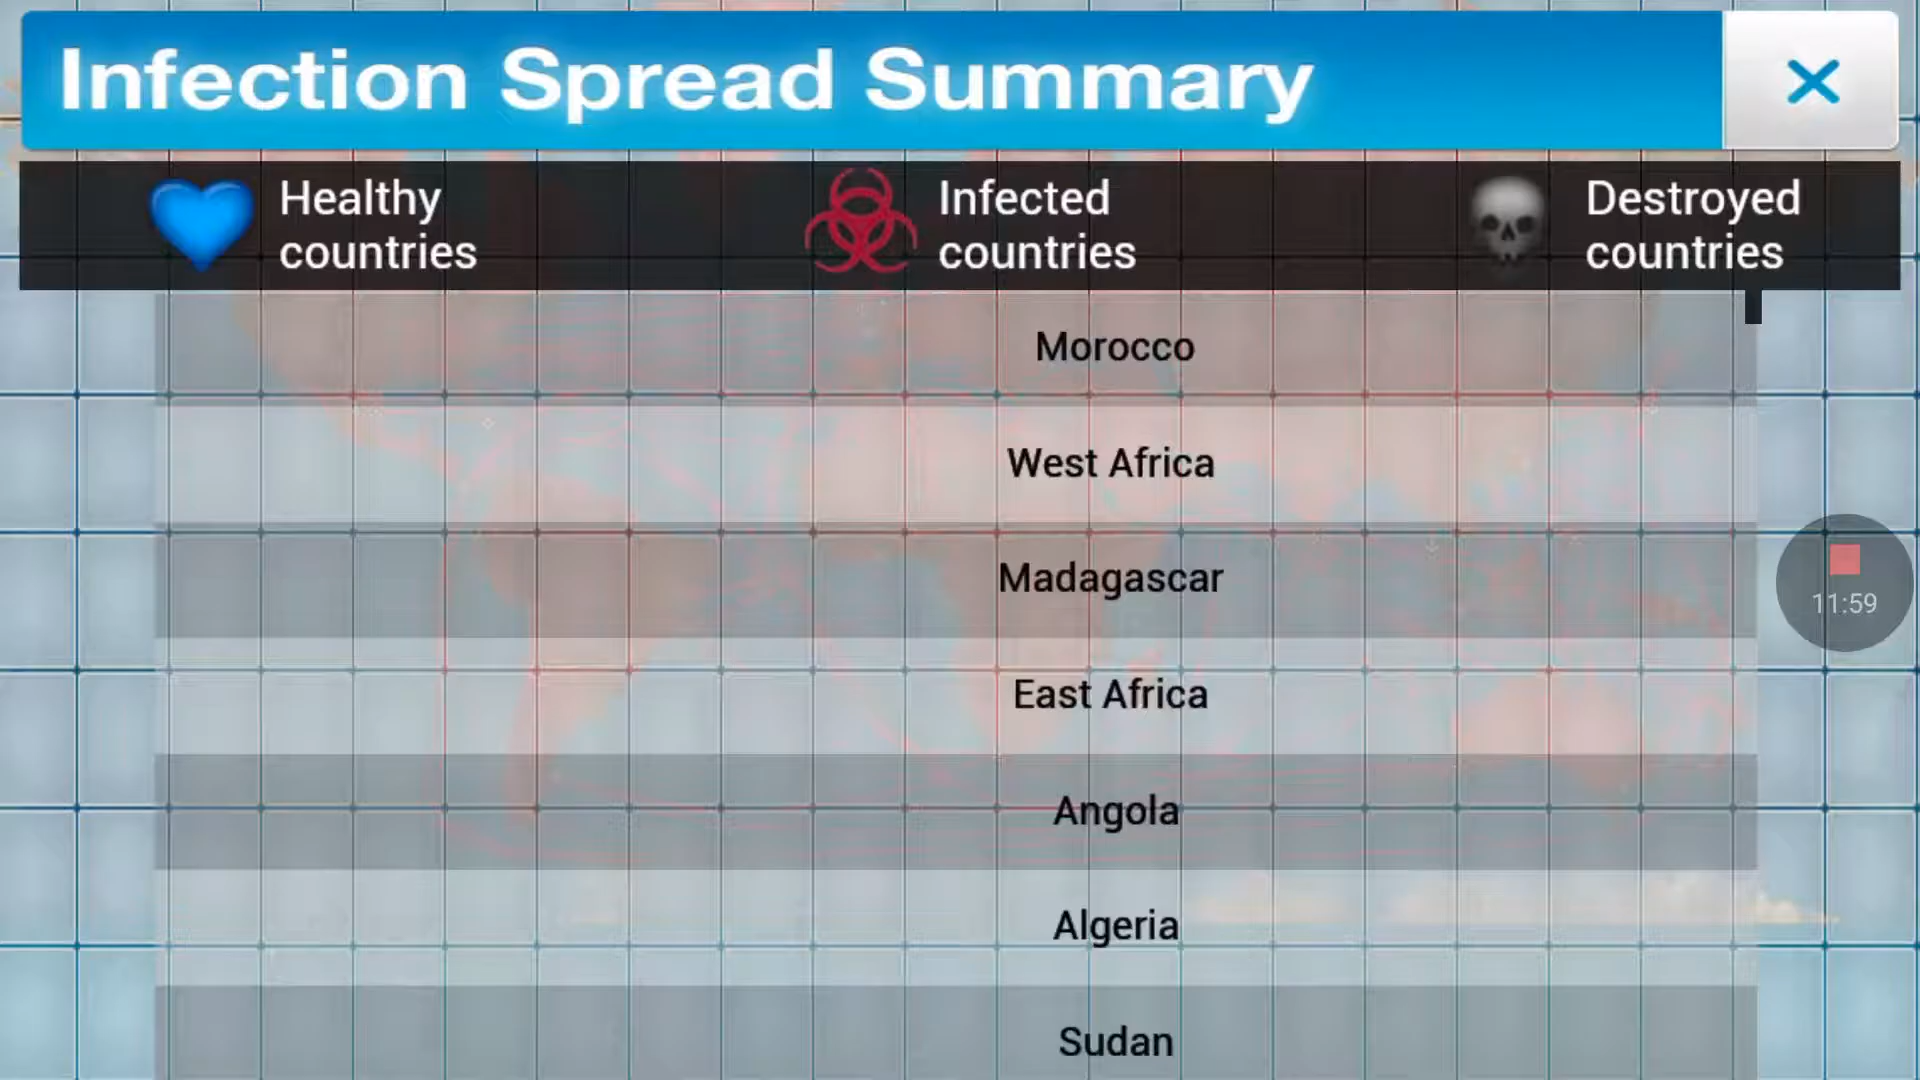 Infection Spread Summary
Healthy
countries
Infected
countries
Destroyed
countries
Morocco
West Africa
Madagascar
East Africa
Angola
Algeria
Sudan
11:59